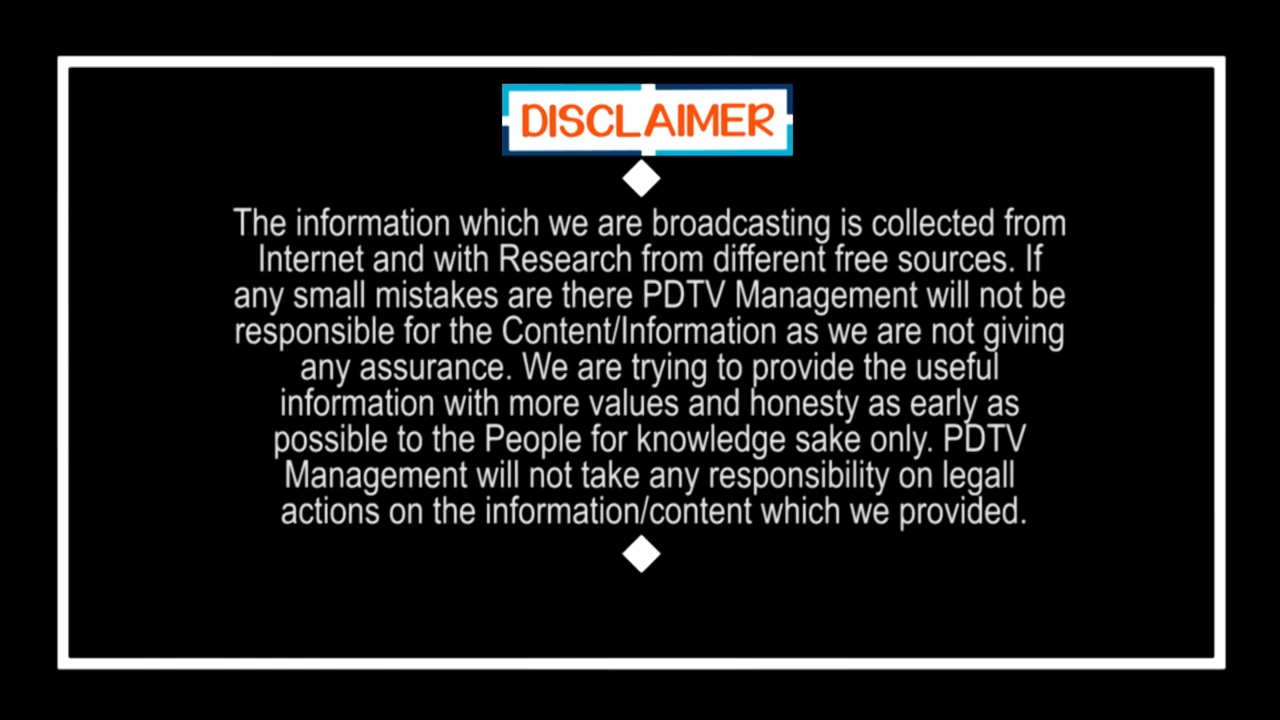 DISCLAIMER
The information which we are broadcasting is collected from
Internet and with Research from different free sources. If
any small mistakes are there PDTV Management will not be
responsible for the Content/Information as we are not giving
any assurance. We are trying to provide the useful
information with more values and honesty as early as
possible to the People for knowledge sake only. PDTV
Management will not take any responsibility on legall
actions on the information/content which we provided.